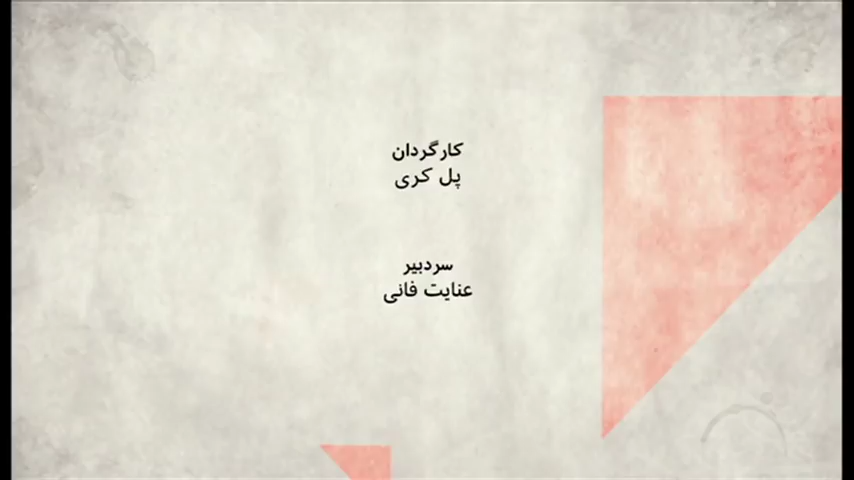 کارگردان
پل کری
سردبیر
عنایت فانی